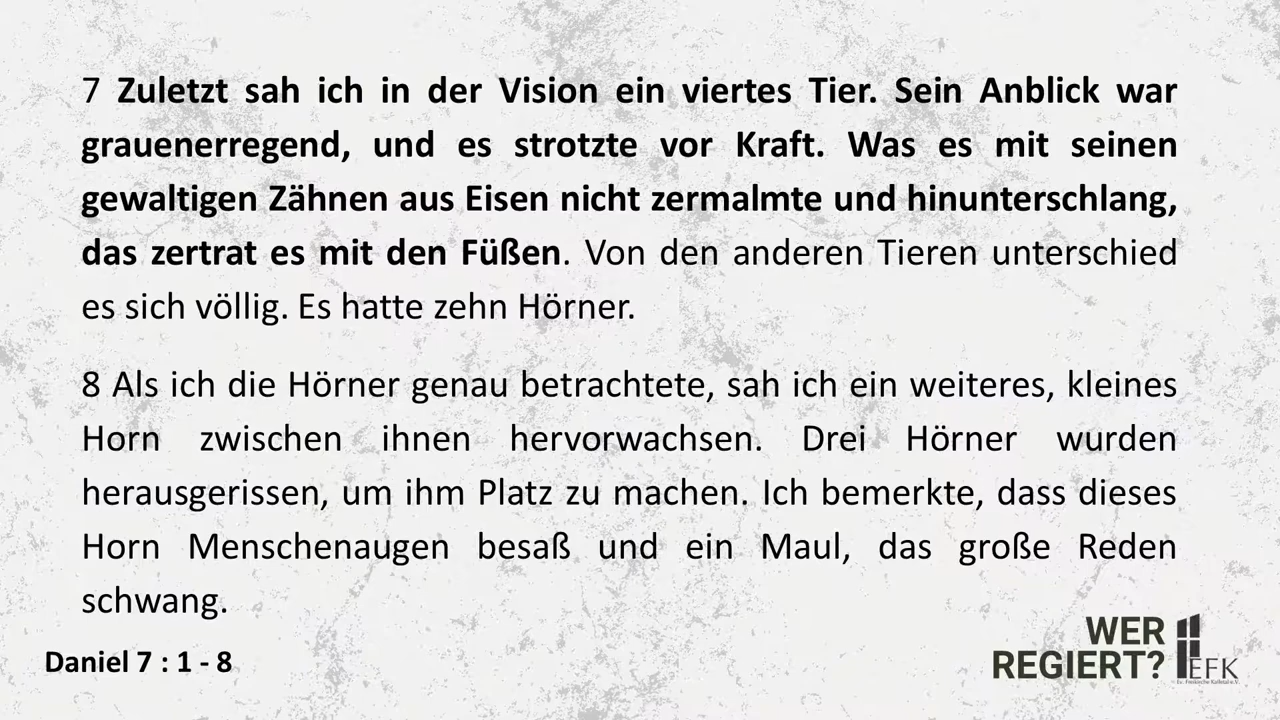 7 Zuletzt sah ich in der Vision ein viertes Tier. Sein Anblick war
grauenerregend, und es strotzte vor Kraft. Was es mit seinen
gewaltigen Zähnen aus Eisen nicht zermalmte und hinunterschlang,
das zertrat es mit den Füßen. Von den anderen Tieren unterschied
es sich völlig. Es hatte zehn Hörner.
8 Als ich die Hörner genau betrachtete, sah ich ein weiteres, kleines
Horn zwischen ihnen hervorwachsen. Drei Hörner wurden
herausgerissen, um ihm Platz zu machen. Ich bemerkte, dass dieses
Horn Menschenaugen besaß und ein Maul, das große Reden
schwang.
Daniel 7 : 1 - 8
WER
REGIERT?
EFK
Ev. Freikirche Kalletal e.V.